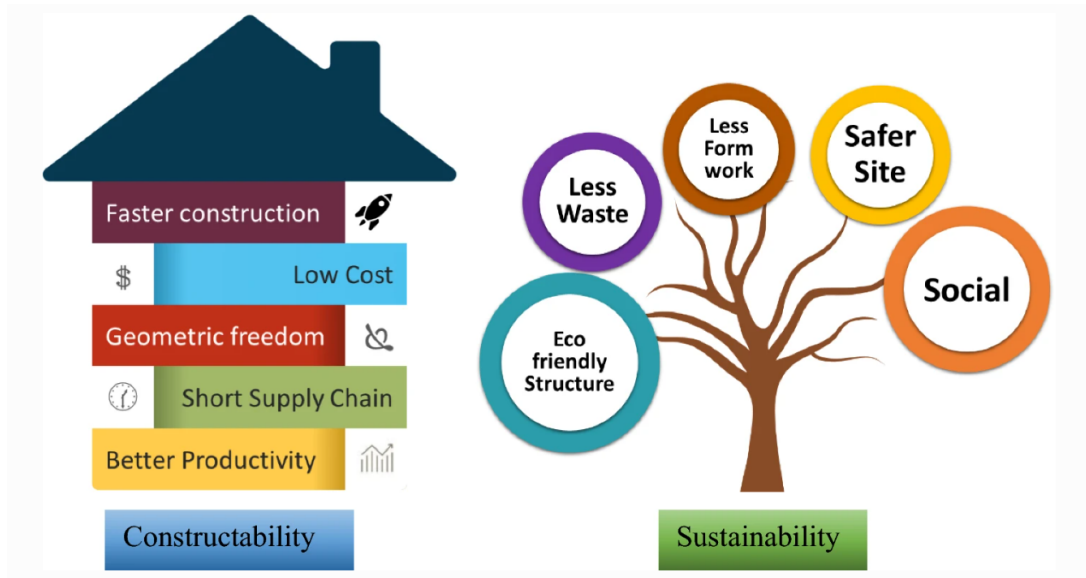 Faster construction
$
Low Cost
Geometric freedom
Short Supply Chain
Better Productivity
Constructability
Less
Form
work
Safer
Site
Less
Waste
Social
Eco
friendly
Structure
Sustainability